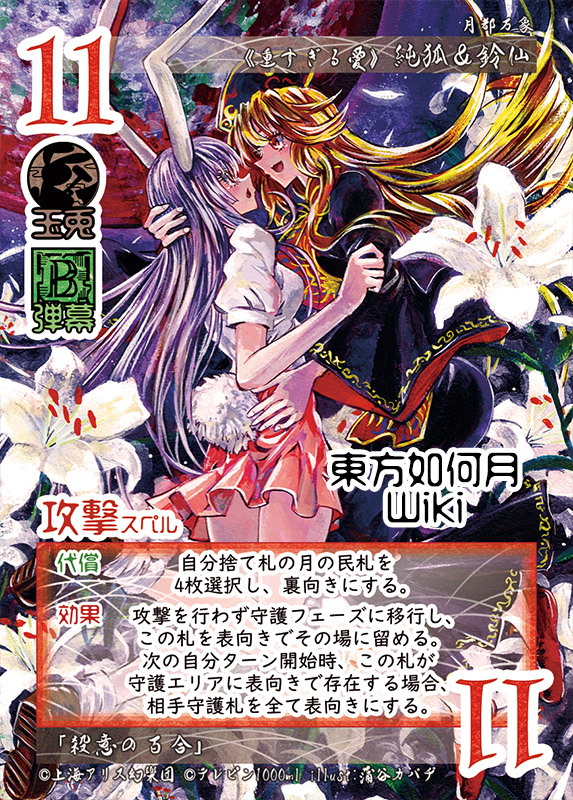 月都万象
11
《重すぎる愛》 純狐＆鈴仙
玉兎
B
弾幕
東方如何月
Wiki
攻撃スペル
代償
自分捨て札の月の民札を
4枚選択し、裏向きにする。
効果
攻撃を行わず守護フェーズに移行し、
この札を表向きでその場に留める。
次の自分ターン開始時、この札が
守護エリアに表向きで存在する場合、
相手守護札を全て表向きにする。
11
「殺意の百合」
©上海アリス幻樂団 ©テレピン1000ml illust:蒲谷カバヂ